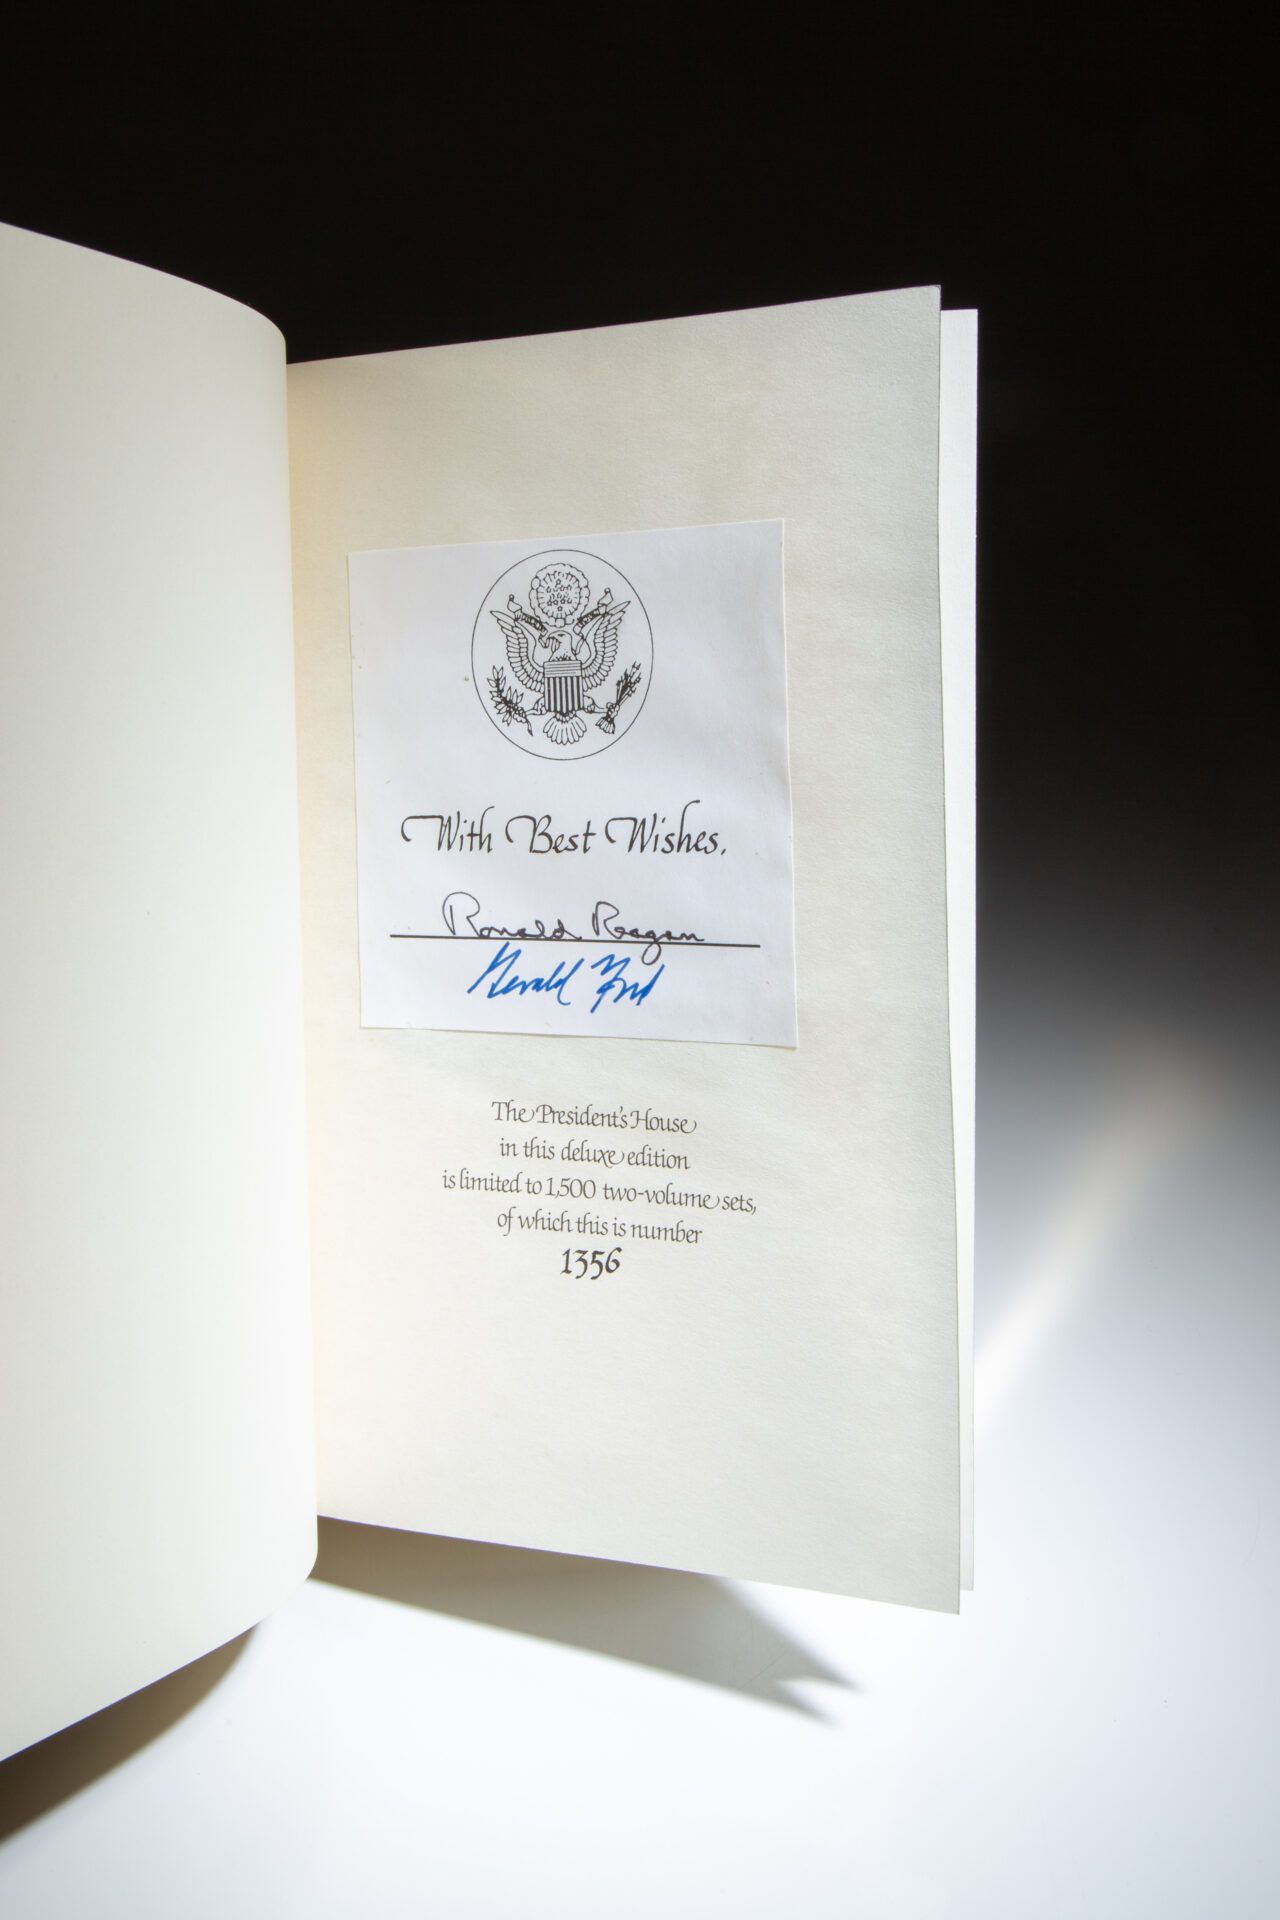 With Best Wishes,
Ronald Reagan
Gerald Ford
The President's House
in this deluxe edition
is limited to 1,500 two-volume sets,
of which this is number
1356